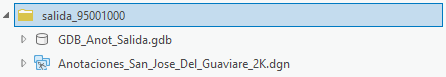 salida_95001000
GDB_Anot_Salida.gdb
Anotaciones_San_Jose_Del_Guaviare_2K.dgn